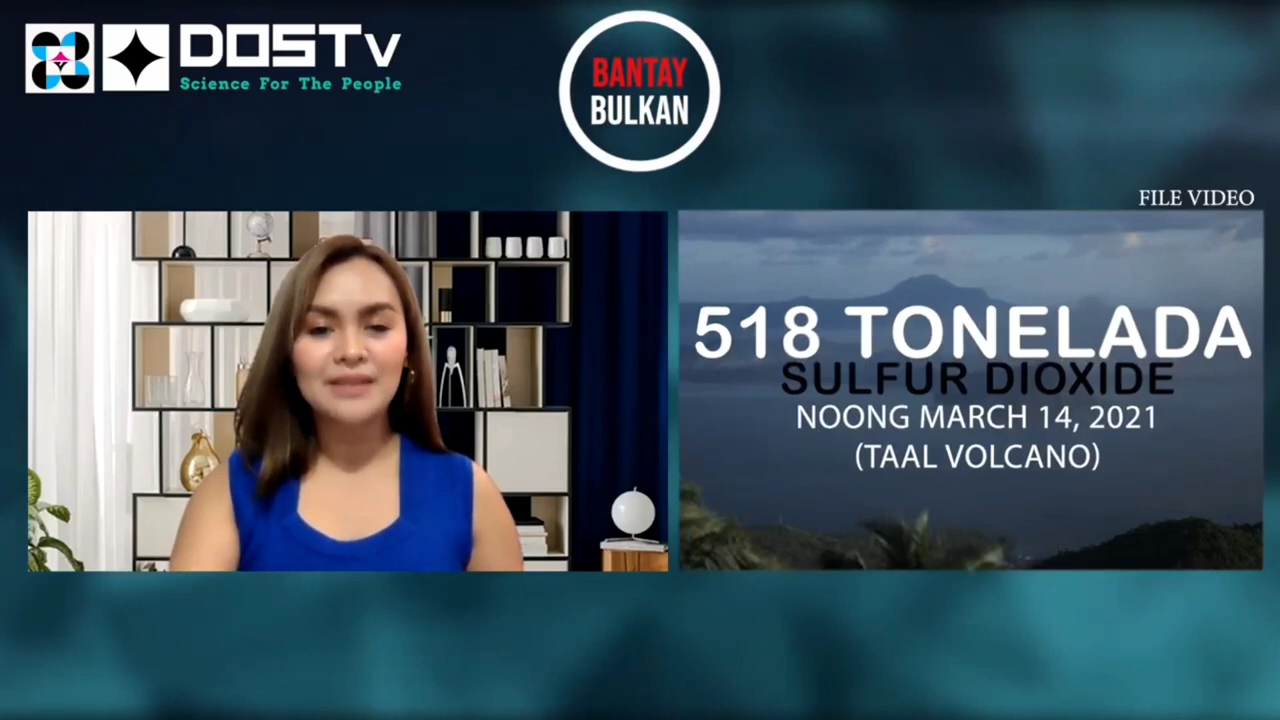 DOSTv
Science For The People
BANTAY
BULKAN
FILE VIDEO
518 TONELADA
SULFUR DIOXIDE
NOONG MARCH 14, 2021
(TAAL VOLCANO)